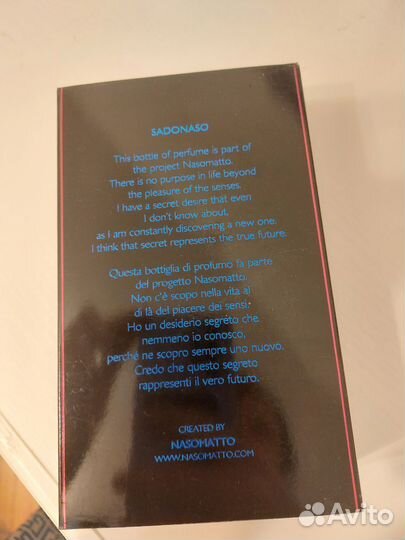 SADONASO
This bottle of perfume is part of
the project Nasomatto.
There is no purpose in life beyond
the pleasure of the senses.
I have a secret desire that even
I don't know about,
as I am constantly discovering a new one.
I think that secret represents the true future.
Questa bottiglia di profumo fa parte
del progetto Nasomatto.
Non c'è scopo nella vita al
di là del piacere dei sensi.
Ho un desiderio segreto che
nemmeno io conosco,
perché ne scopro sempre uno nuovo.
Credo che questo segreto
rappresenti il vero futuro.
CREATED BY
NASOMATTO
WWW.NASOMATTO.COM
Avito